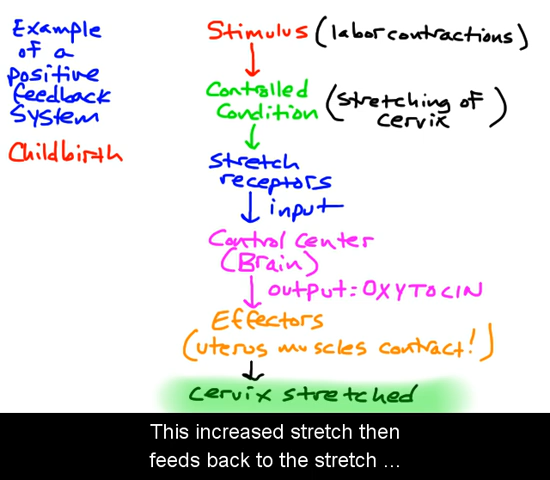 Example
of a
positive
feedback
system
Childbirth
Stimulus (labor contractions)
Controlled
Condition (stretching of
cervix)
Stretch
receptors
input
Control Center
(Brain)
output: OXYTOCIN
Effectors
(uterus muscles contract!)
cervix stretched
This increased stretch then
feeds back to the stretch ...